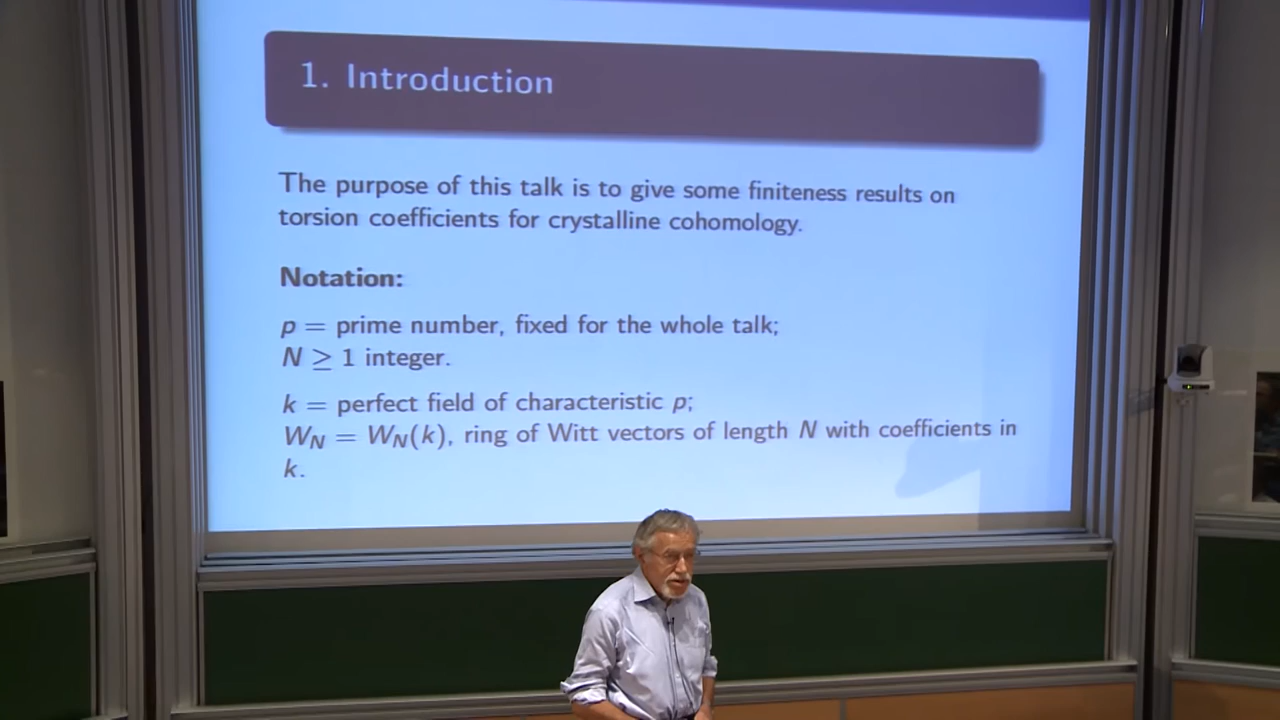 1. Introduction
The purpose of this talk is to give some finiteness results on
torsion coefficients for crystalline cohomology.
Notation:
p = prime number, fixed for the whole talk;
N ≥ 1 integer.
k = perfect field of characteristic p;
W_N = W_N(k), ring of Witt vectors of length N with coefficients in
k.